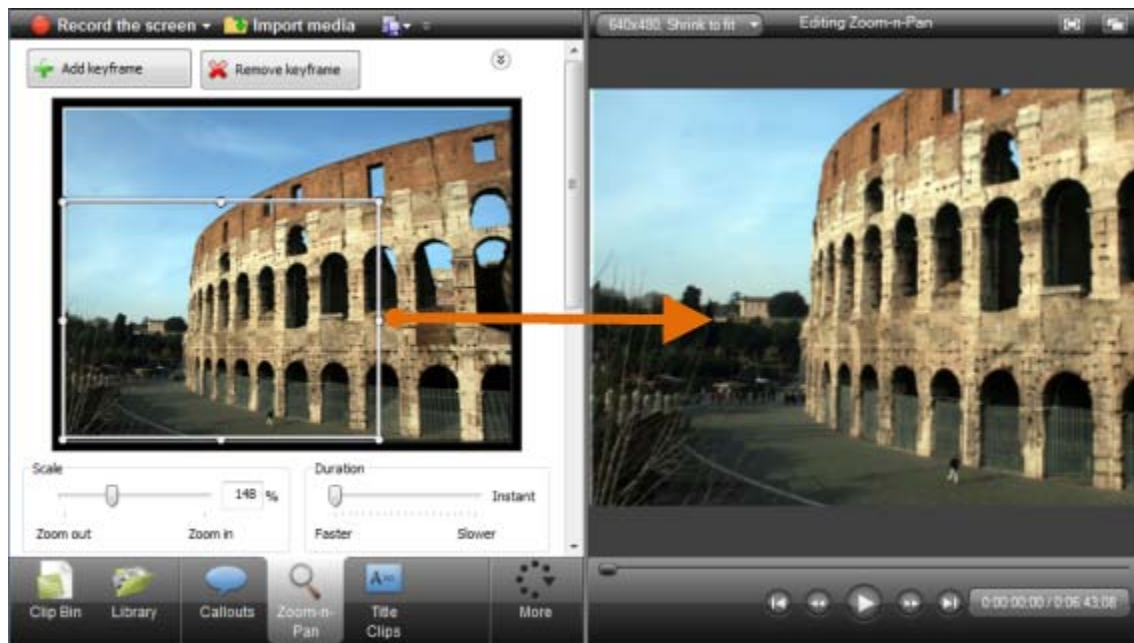 Record the screen
Import media
640x480, Shrink to fit
Editing Zoom-n-Pan
Add keyframe
Remove keyframe
Scale
148 %
Zoom out
Zoom in
Duration
Instant
Faster
Slower
Clip Bin
Library
Callouts
Zoom-n-
Pan
Title
Clips
More
0:00:00;00 / 0:06:43;08